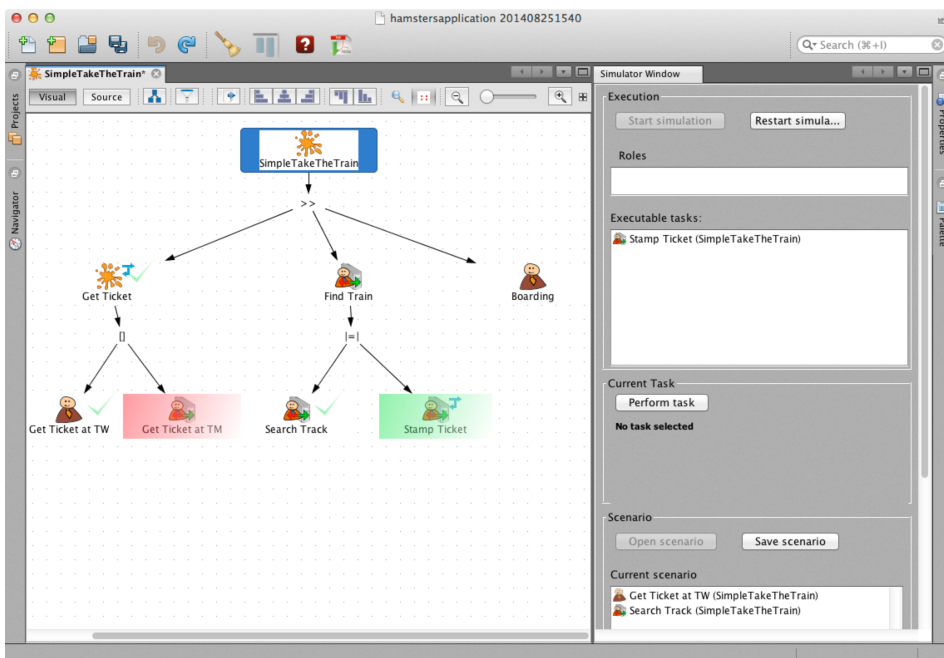 hamstersapplication 201408251540
Search (⌘+I)
SimpleTakeTheTrain*
Simulator Window
Projects
Navigator
Visual Source
Execution
Start simulation Restart simula...
Properties
Roles
SimpleTakeTheTrain
>>
Executable tasks:
Palette
Stamp Ticket (SimpleTakeTheTrain)
Get Ticket Find Train Boarding
[] |=|
Get Ticket at TW Get Ticket at TM Search Track Stamp Ticket
Current Task
Perform task
No task selected
Scenario
Open scenario Save scenario
Current scenario
Get Ticket at TW (SimpleTakeTheTrain)
Search Track (SimpleTakeTheTrain)